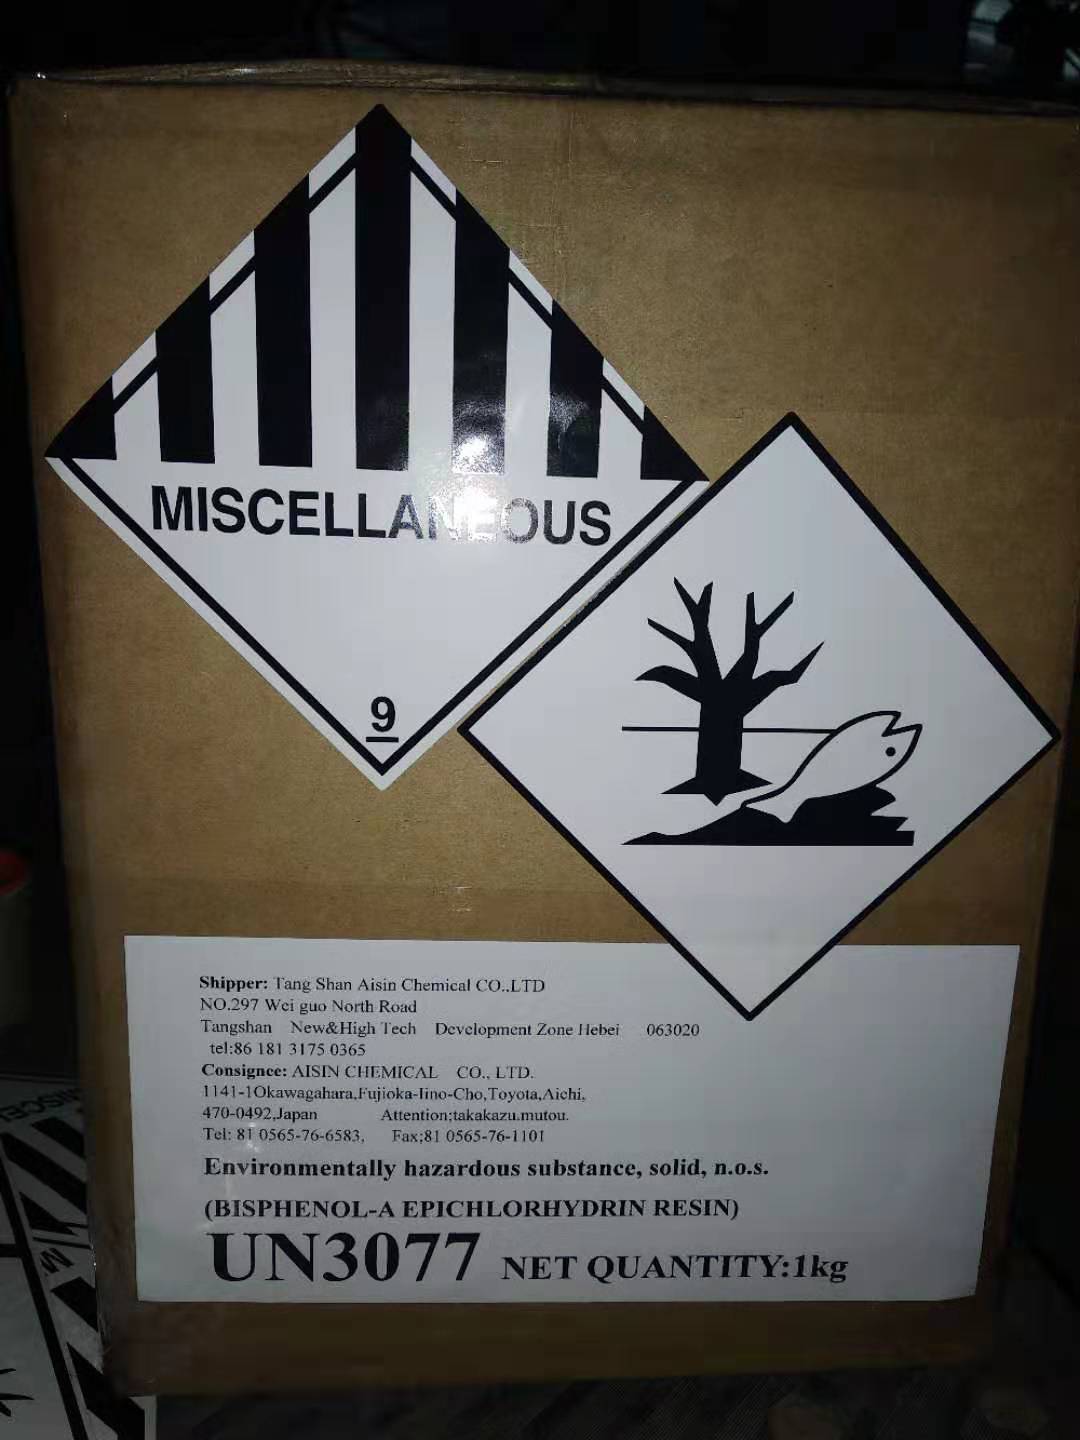 MISCELLANEOUS
9
Shipper: Tang Shan Aisin Chemical CO.,LTD
NO.297 Wei guo North Road
Tangshan New&High Tech Development Zone Hebei 063020
tel:86 181 3175 0365
Consignee: AISIN CHEMICAL CO., LTD.
1141-1Okawagahara,Fujioka-Iino-Cho,Toyota,Aichi,
470-0492,Japan Attention;takakazu.mutou.
Tel: 81 0565-76-6583, Fax;81 0565-76-1101
Environmentally hazardous substance, solid, n.o.s.
(BISPHENOL-A EPICHLORHYDRIN RESIN)
UN3077 NET QUANTITY:1kg